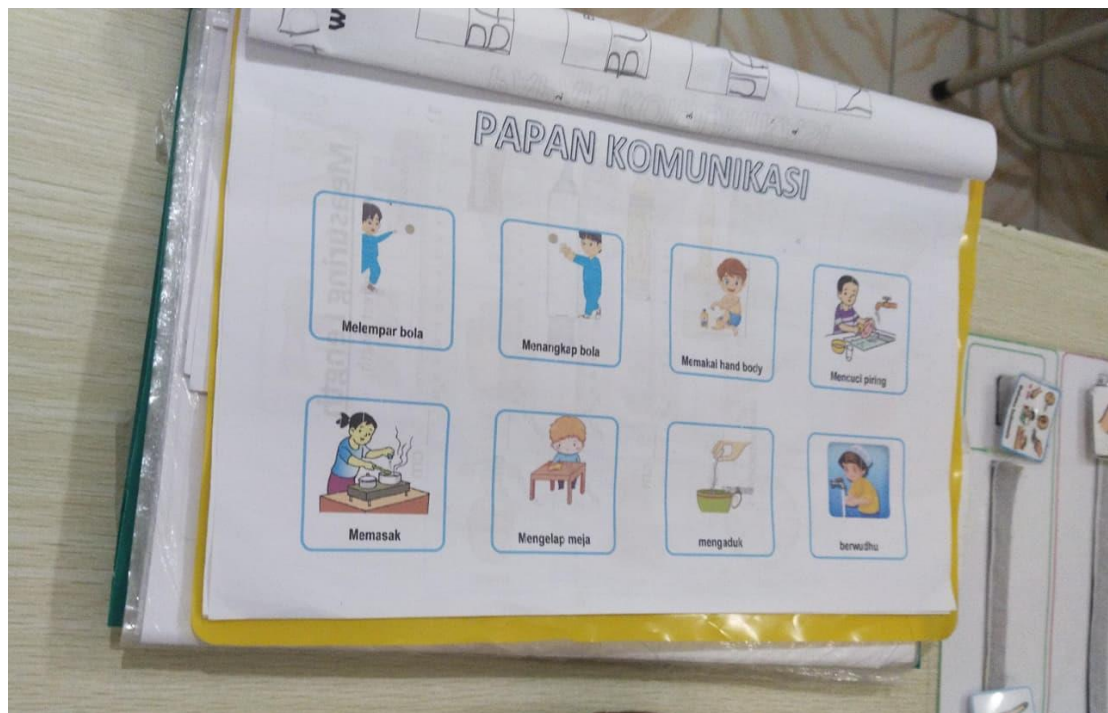 PAPAN KOMUNIKASI
Melempar bola
Menangkap bola
Memakai hand body
Mencuci piring
Memasak
Mengelap meja
mengaduk
berwudhu